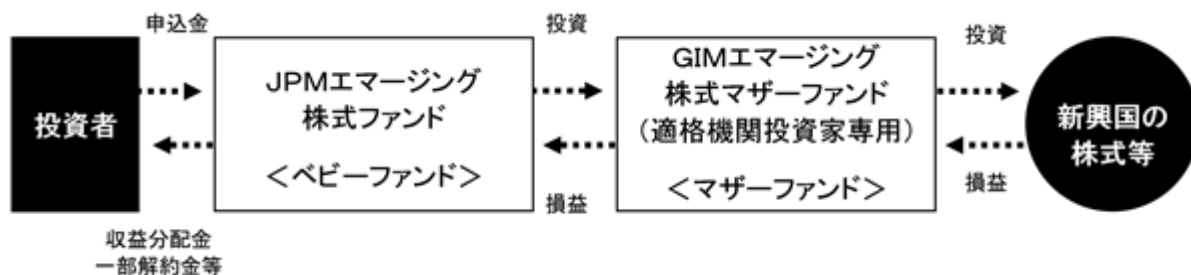 申込金
投資
投資
投資者
JPMエマージング
株式ファンド
＜ベビーファンド＞
GIMエマージング
株式マザーファンド
（適格機関投資家専用）
＜マザーファンド＞
新興国の
株式等
損益
損益
収益分配金
一部解約金等